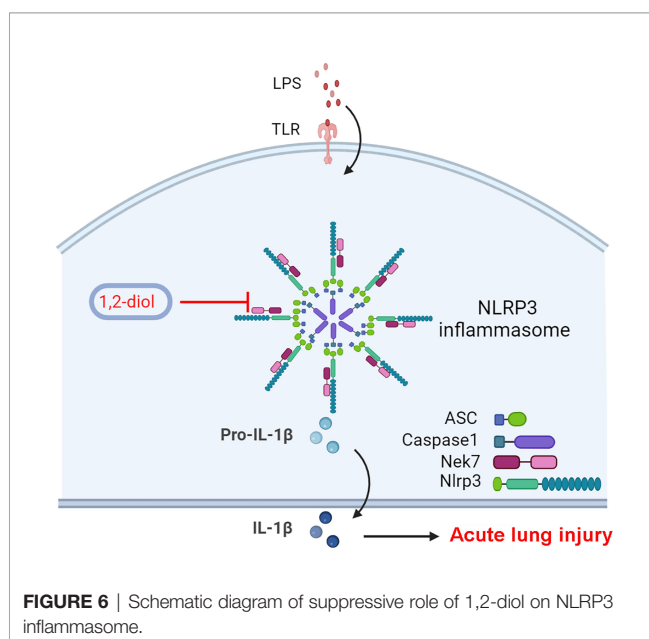 LPS
TLR
1,2-diol
NLRP3
inflammasome
Pro-IL-1β
ASC
Caspase1
Nek7
Nlrp3
IL-1β
Acute lung injury
FIGURE 6 | Schematic diagram of suppressive role of 1,2-diol on NLRP3
inflammasome.